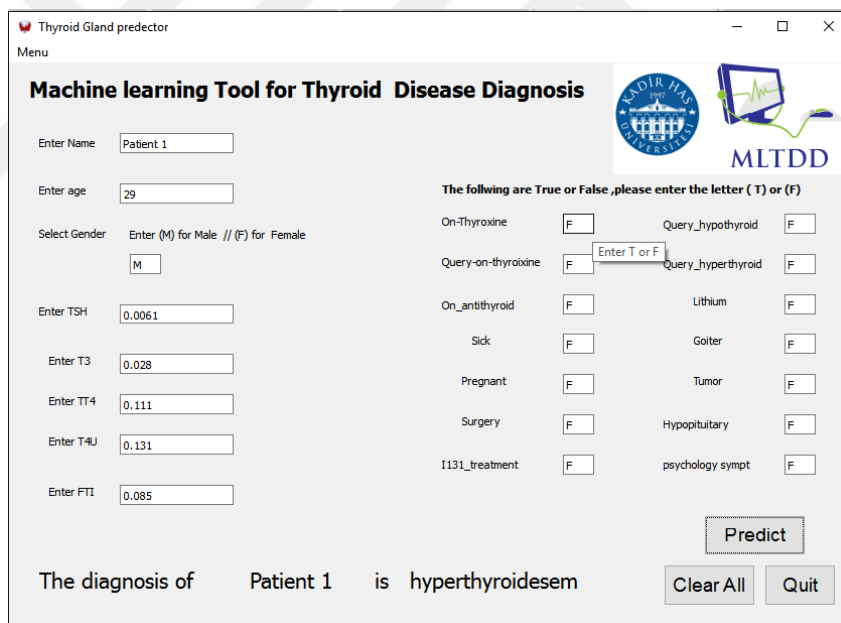 Thyroid Gland predector
Menu
Machine learning Tool for Thyroid Disease Diagnosis
KADİR HAS
1997
ÜNİVERSİTESİ
MLTDD
Enter Name Patient 1
Enter age 29
The follwing are True or False ,please enter the letter ( T) or (F)
Select Gender Enter (M) for Male // (F) for Female
M
On-Thyroxine F Query_hypothyroid F
Enter T or F
Query-on-thyroixine F Query_hyperthyroid F
Enter TSH 0.0061
On_antithyroid F Lithium F
Sick F Goiter F
Enter T3 0.028
Pregnant F Tumor F
Enter TT4 0.111
Surgery F Hypopituitary F
Enter T4U 0.131
I131_treatment F psychology sympt F
Enter FTI 0.085
Predict
The diagnosis of Patient 1 is hyperthyroidesem
Clear All Quit